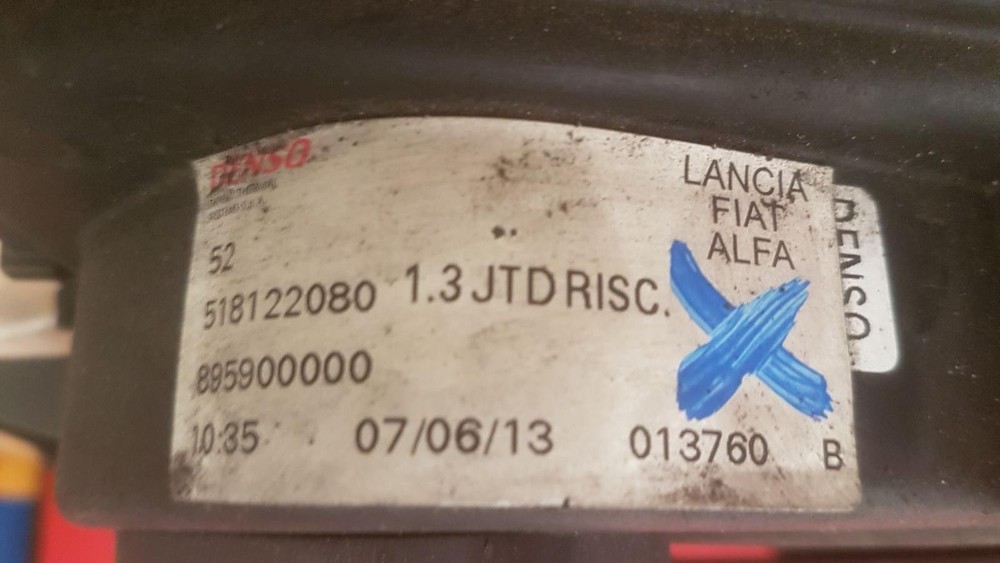 DENSO
52
518122080 1.3 JTD RISC.
895900000
10:35 07/06/13 013760 B
LANCIA
FIAT
ALFA
DENSO